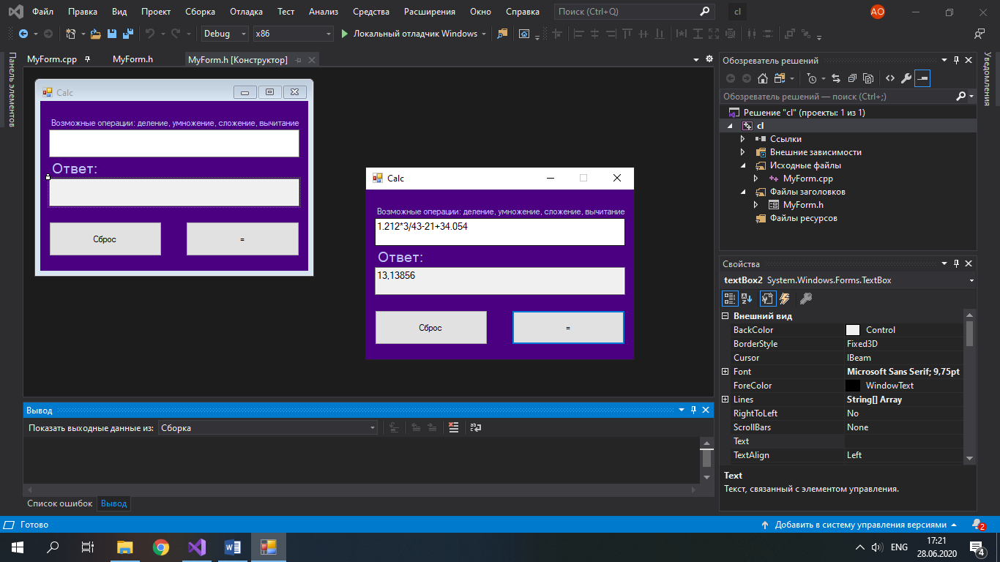 Файл Правка Вид Проект Сборка Отладка Тест Анализ Средства Расширения Окно Справка Поиск (Ctrl+Q) cl АО
Debug x86 Локальный отладчик Windows
Панель элементов
MyForm.cpp MyForm.h MyForm.h [Конструктор]
Calc
Возможные операции: деление, умножение, сложение, вычитание
Ответ:
Сброс =
Calc
Возможные операции: деление, умножение, сложение, вычитание
1.212*3/43-21+34.054
Ответ:
13,13856
Сброс =
Вывод
Показать выходные данные из: Сборка
Список ошибок Вывод
Обозреватель решений
Обозреватель решений — поиск (Ctrl+;)
Решение "cl" (проекты: 1 из 1)
cl
Ссылки
Внешние зависимости
Исходные файлы
MyForm.cpp
Файлы заголовков
MyForm.h
Файлы ресурсов
Уведомления
Свойства
textBox2 System.Windows.Forms.TextBox
Внешний вид
BackColor Control
BorderStyle Fixed3D
Cursor IBeam
Font Microsoft Sans Serif; 9,75pt
ForeColor WindowText
Lines String[] Array
RightToLeft No
ScrollBars None
Text
TextAlign Left
Text
Текст, связанный с элементом управления.
Готово Добавить в систему управления версиями 2
ENG 17:21
28.06.2020 4